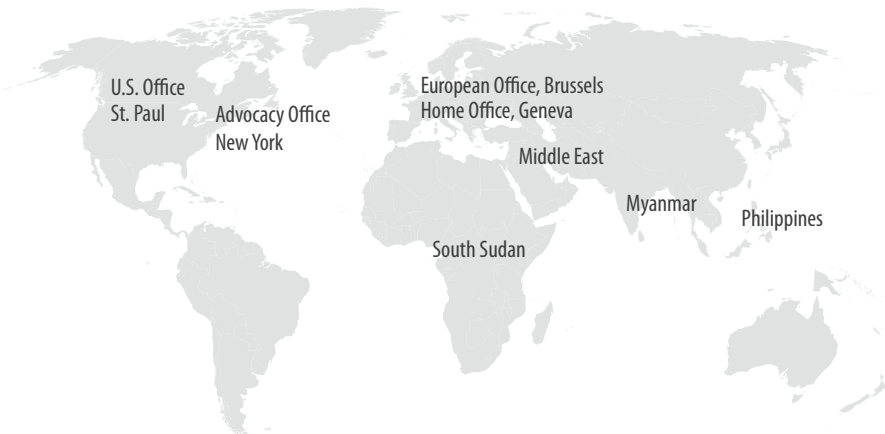 U.S. Office
St. Paul
Advocacy Office
New York
European Office, Brussels
Home Office, Geneva
Middle East
Myanmar
Philippines
South Sudan